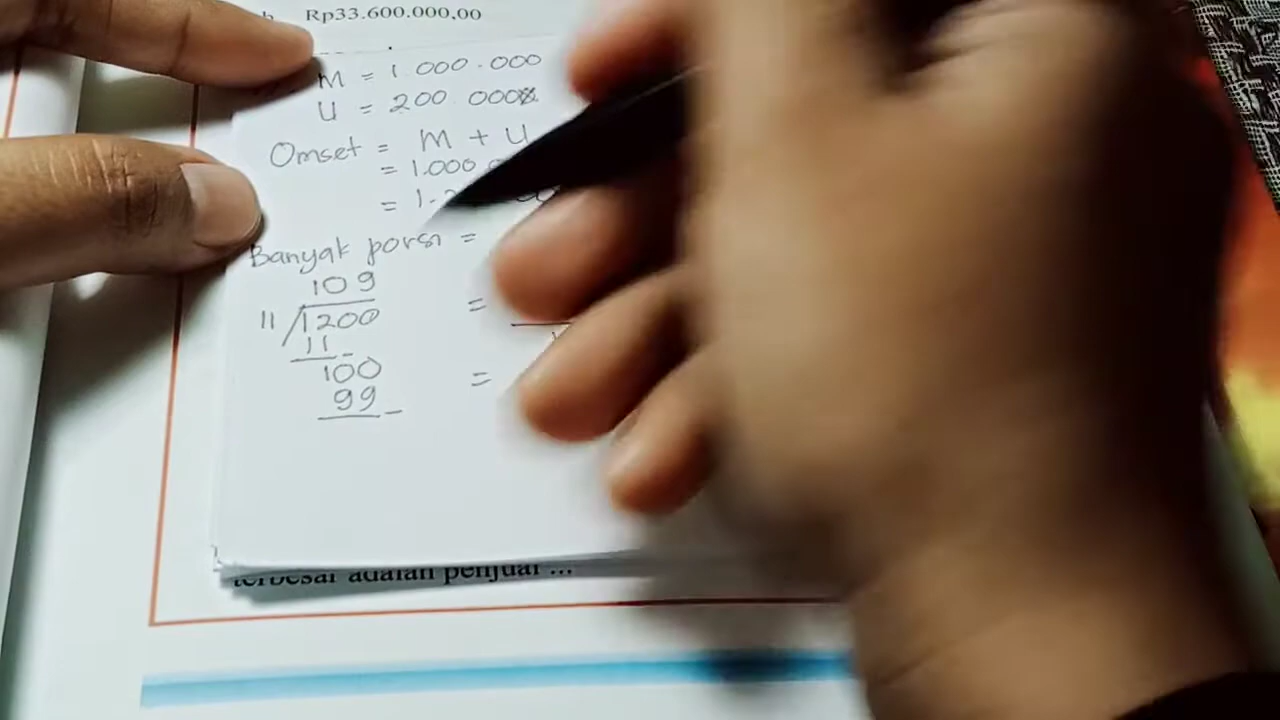 Rp33.600.000,00
M = 1.000.000
U = 200 000
Omset = M + U
= 1.000
= 1.
Banyak porsi =
109
11 /1200 =
11 -
100 =
99 -
terbesar adalah penjual ...